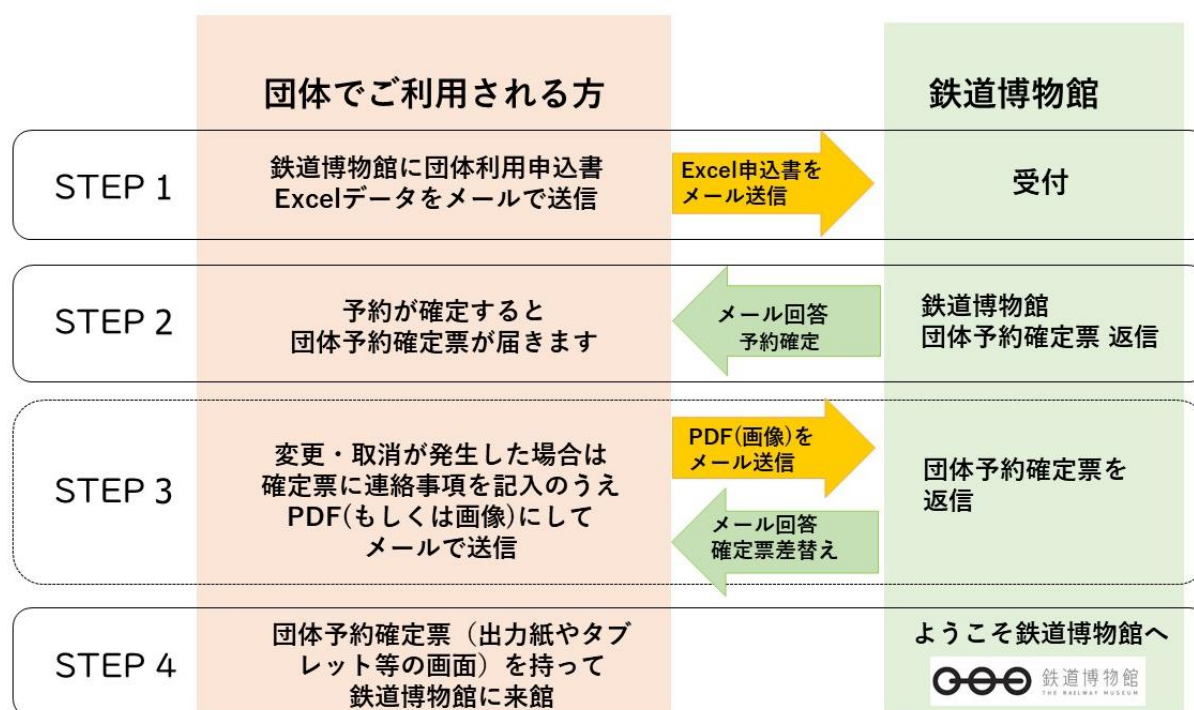 団体でご利用される方
鉄道博物館
STEP 1
鉄道博物館に団体利用申込書
Excelデータをメールで送信
Excel申込書を
メール送信
受付
STEP 2
予約が確定すると
団体予約確定票が届きます
メール回答
予約確定
鉄道博物館
団体予約確定票 返信
STEP 3
変更・取消が発生した場合は
確定票に連絡事項を記入のうえ
PDF(もしくは画像)にして
メールで送信
PDF(画像)を
メール送信
メール回答
確定票差替え
団体予約確定票を
返信
STEP 4
団体予約確定票（出力紙やタブ
レット等の画面）を持って
鉄道博物館に来館
ようこそ鉄道博物館へ
鉄道博物館
THE RAILWAY MUSEUM